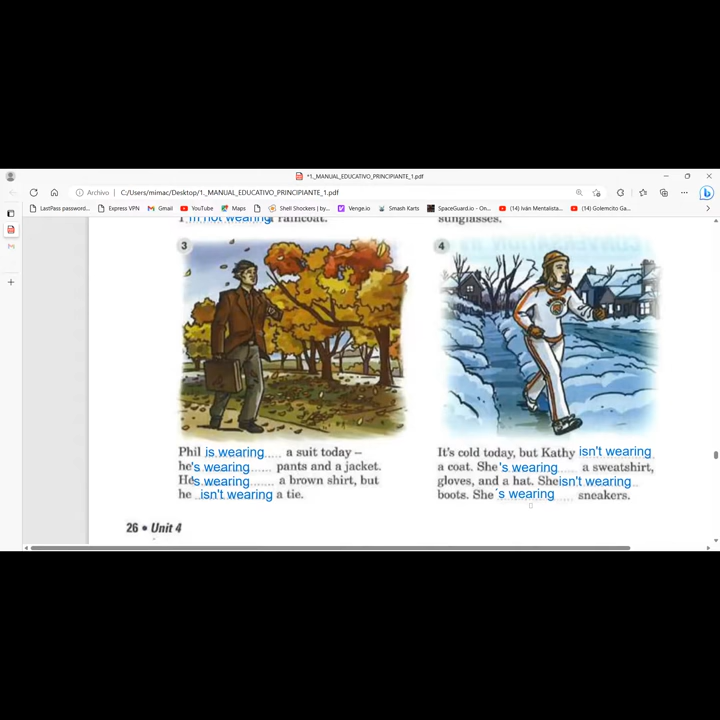 *1._MANUAL_EDUCATIVO_PRINCIPIANTE_1.pdf
Archivo | C:/Users/mimac/Desktop/1._MANUAL_EDUCATIVO_PRINCIPIANTE_1.pdf
LastPass password... Express VPN Gmail YouTube Maps Shell Shockers | by... Venge.io Smash Karts SpaceGuard.io - On... (14) Iván Mentalista... (14) Golemcito Ga...
I 'm not wearing a raincoat.
sunglasses.
3
Phil is wearing a suit today –
he's wearing pants and a jacket.
He's wearing a brown shirt, but
he isn't wearing a tie.
4
It's cold today, but Kathy isn't wearing
a coat. She 's wearing a sweatshirt,
gloves, and a hat. She isn't wearing
boots. She ´s wearing sneakers.
26 • Unit 4